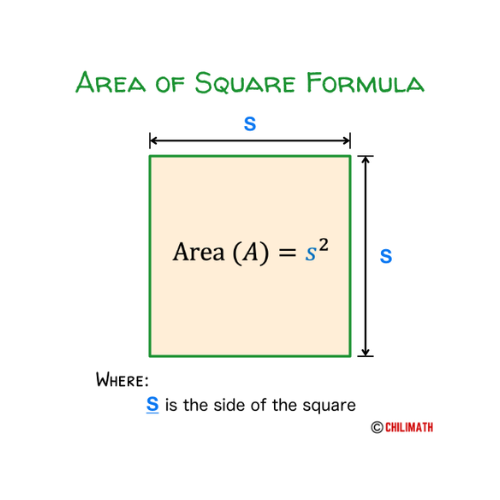 AREA OF SQUARE FORMULA
S
Area (A) = s²
S
WHERE:
S is the side of the square
© CHILIMATH